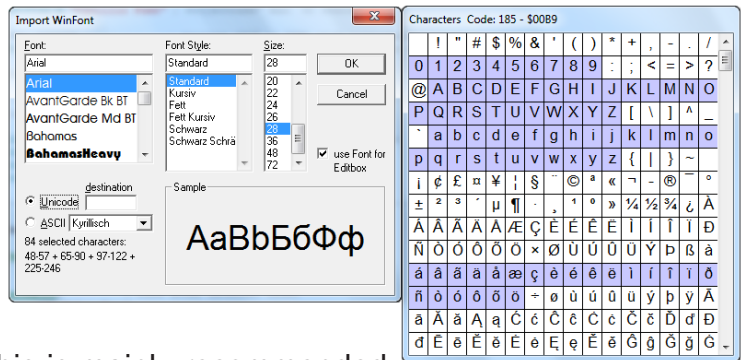 Import WinFont
Font: Font Style: Size:
Arial Standard 28 OK
Arial Standard 20
AvantGarde Bk BT Kursiv 22 Cancel
AvantGarde Md BT Fett 24
Bahamas Fett Kursiv 26
BahamasHeavy Schwarz 28
Schwarz Schrä 36
48
72
use Font for
Editbox
destination
Unicode
ASCII Kyrillisch
84 selected characters:
48-57 + 65-90 + 97-122 +
225-246
Sample
АаВbБбФф
Characters Code: 185 - $00B9
! " # $ % & ' ( ) * + , - . /
0 1 2 3 4 5 6 7 8 9 : ; < = > ?
@ A B C D E F G H I J K L M N O
P Q R S T U V W X Y Z [ \ ] ^ _
` a b c d e f g h i j k l m n o
p q r s t u v w x y z { | } ~
¡ ¢ £ ¤ ¥ ¦ § ¨ © ª « ¬ - ® ¯ °
± ² ³ ´ µ ¶ · ¸ ¹ º » ¼ ½ ¾ ¿ À
Á Â Ã Ä Å Æ Ç È É Ê Ë Ì Í Î Ï Ð
Ñ Ò Ó Ô Õ Ö × Ø Ù Ú Û Ü Ý Þ ß à
á â ã ä å æ ç è é ê ë ì í î ï ð
ñ ò ó ô õ ö ÷ ø ù ú û ü ý þ ÿ Ā
ā Ă ă Ą ą Ć ć Ĉ ĉ Ċ ċ Č č Ď ď Đ
đ Ē ē Ĕ ĕ Ė ė Ę ę Ě ě Ĝ ĝ Ğ ğ Ġ